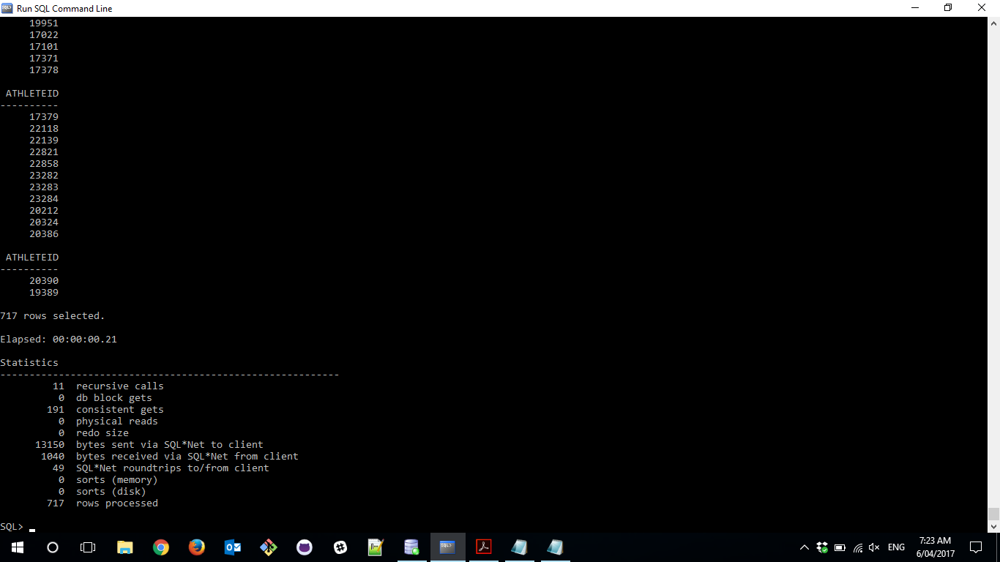 Run SQL Command Line
19951
17022
17101
17371
17378
ATHLETEID
----------
17379
22118
22139
22821
22858
23282
23283
23284
20212
20324
20386
ATHLETEID
----------
20390
19389
717 rows selected.
Elapsed: 00:00:00.21
Statistics
----------------------------------------------------------
11 recursive calls
0 db block gets
191 consistent gets
0 physical reads
0 redo size
13150 bytes sent via SQL*Net to client
1040 bytes received via SQL*Net from client
49 SQL*Net roundtrips to/from client
0 sorts (memory)
0 sorts (disk)
717 rows processed
SQL>
ENG
7:23 AM
6/04/2017